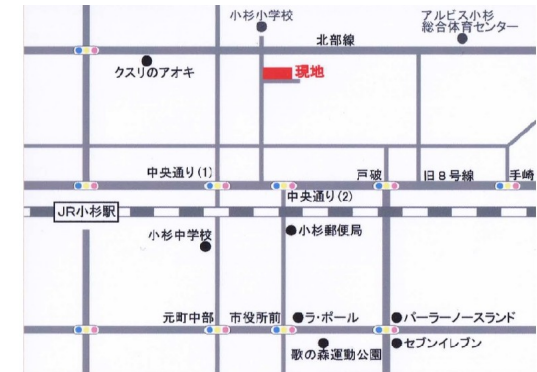 小杉小学校
アルビス小杉
総合体育センター
北部線
クスリのアオキ
現地
中央通り(1)
戸破
旧8号線
手崎
中央通り(2)
JR小杉駅
小杉中学校
小杉郵便局
元町中部
市役所前
ラ・ポール
パーラーノースランド
歌の森運動公園
セブンイレブン